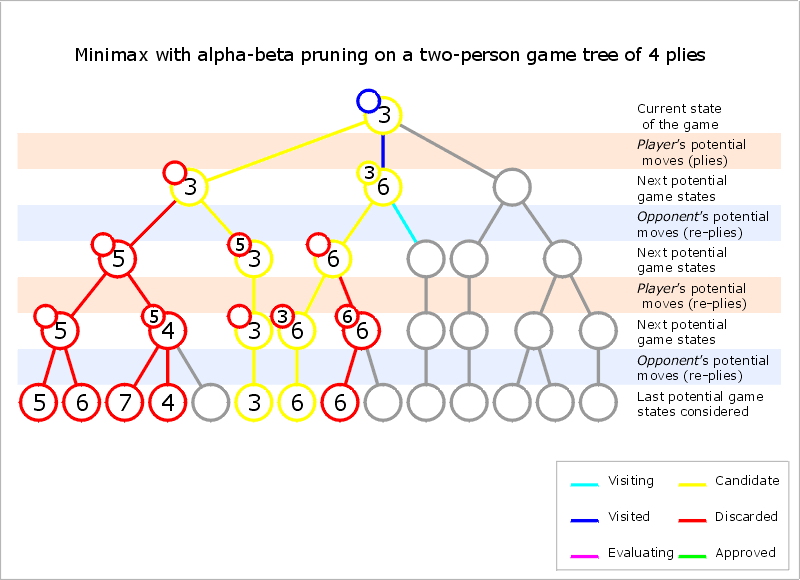 Minimax with alpha-beta pruning on a two-person game tree of 4 plies
3
Current state
of the game
Player's potential
moves (plies)
3
3
6
Next potential
game states
Opponent's potential
moves (re-plies)
5
5
3
6
Next potential
game states
Player's potential
moves (re-plies)
5
5
4
3
3
6
6
6
Next potential
game states
Opponent's potential
moves (re-plies)
5
6
7
4
3
6
6
Last potential game
states considered
Visiting
Candidate
Visited
Discarded
Evaluating
Approved